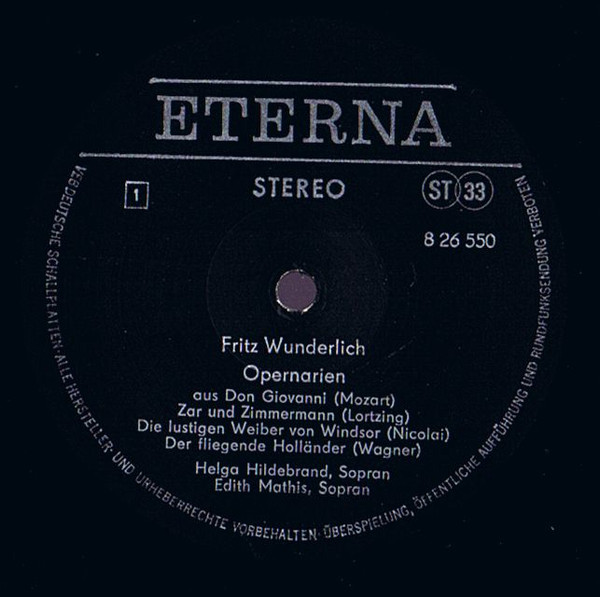 ETERNA
1
STEREO
ST 33
8 26 550
Fritz Wunderlich
Opernarien
aus Don Giovanni (Mozart)
Zar und Zimmermann (Lortzing)
Die lustigen Weiber von Windsor (Nicolai)
Der fliegende Holländer (Wagner)
Helga Hildebrand, Sopran
Edith Mathis, Sopran
VEB DEUTSCHE SCHALLPLATTEN · ALLE HERSTELLER- UND URHEBERRECHTE VORBEHALTEN · ÜBERSPIELUNG, ÖFFENTLICHE AUFFÜHRUNG UND RUNDFUNKSENDUNG VERBOTEN